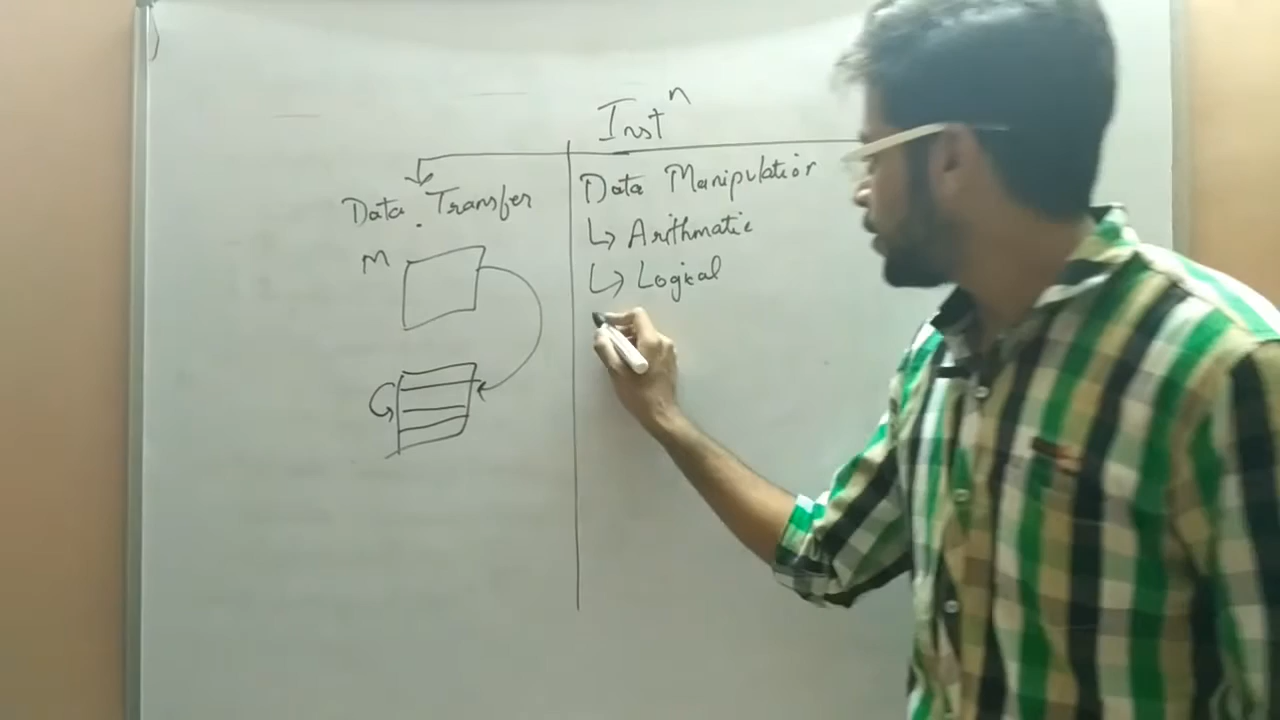 Instⁿ
Data Transfer
M
Data Manipulation
↳ Arithmatic
↳ Logical